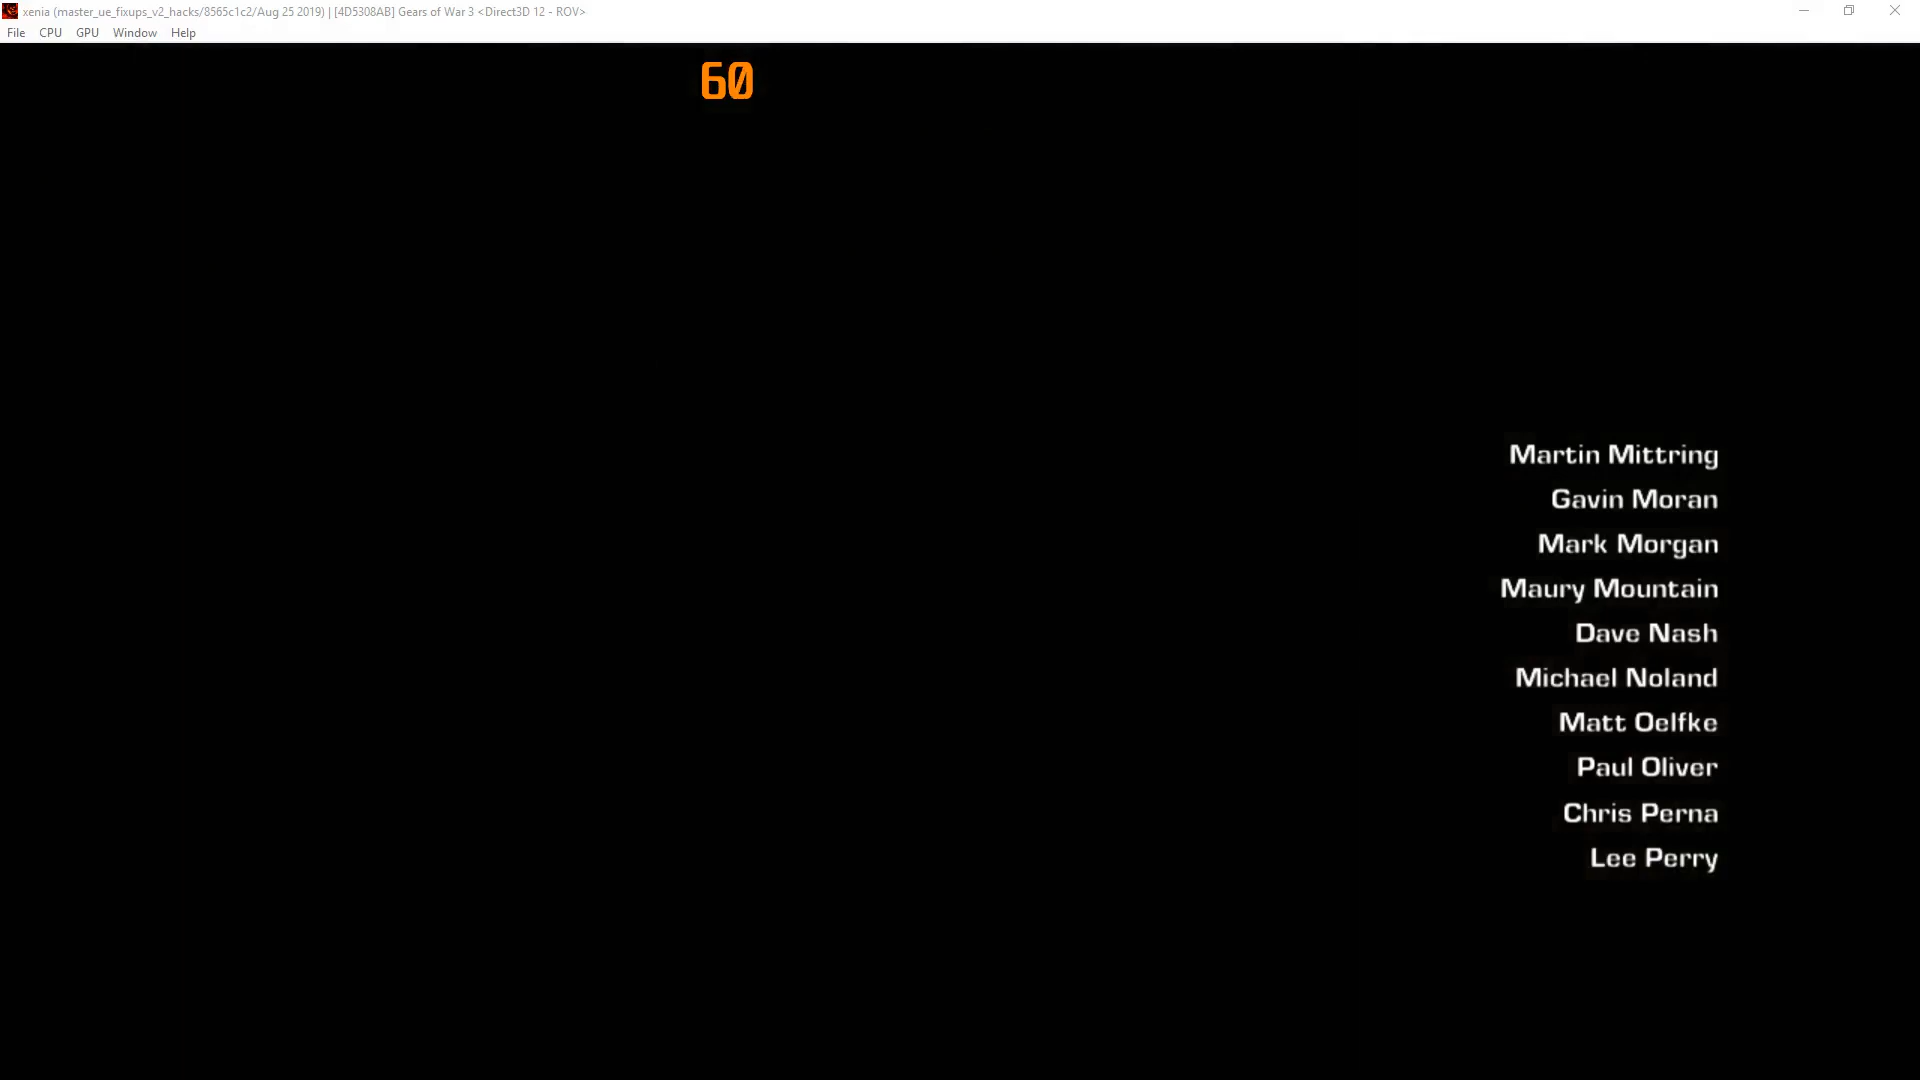 xenia (master_ue_fixups_v2_hacks/8565c1c2/Aug 25 2019) | [4D5308AB] Gears of War 3 <Direct3D 12 - ROV>
File CPU GPU Window Help
60
Martin Mittring
Gavin Moran
Mark Morgan
Maury Mountain
Dave Nash
Michael Noland
Matt Oelfke
Paul Oliver
Chris Perna
Lee Perry